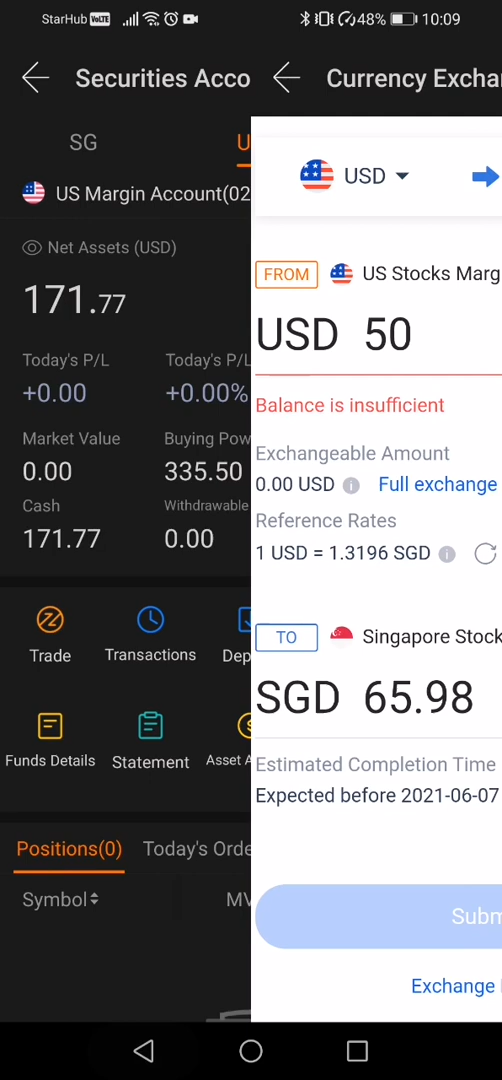 StarHub VoLTE 48% 10:09
Securities Acco
SG U
US Margin Account(02
Net Assets (USD)
171.77
Today's P/L Today's P/L
+0.00 +0.00%
Market Value Buying Pow
0.00 335.50
Cash Withdrawable
171.77 0.00
Trade Transactions Dep
Funds Details Statement Asset A
Positions(0) Today's Orde
Symbol MV
Currency Exchan
USD
FROM US Stocks Marg
USD 50
Balance is insufficient
Exchangeable Amount
0.00 USD Full exchange
Reference Rates
1 USD = 1.3196 SGD
TO Singapore Stock
SGD 65.98
Estimated Completion Time
Expected before 2021-06-07
Subm
Exchange